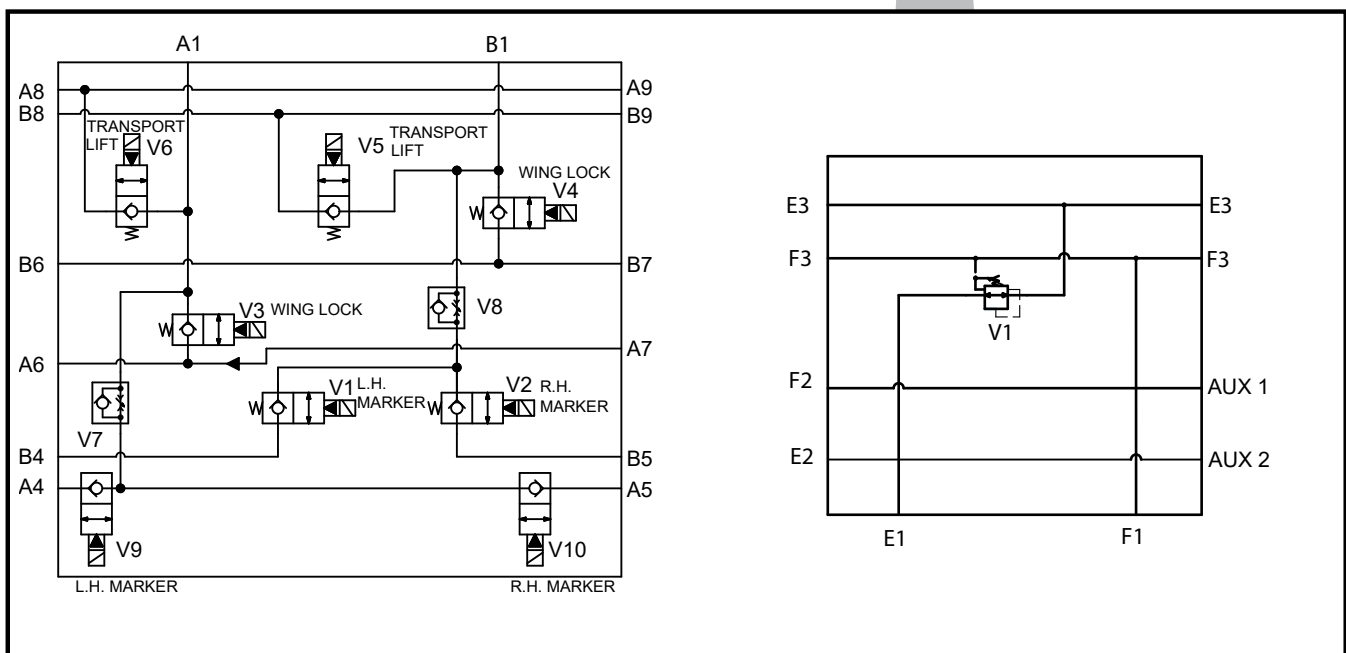 A1
B1
A8
A9
B8
B9
TRANSPORT
LIFT
V6
V5
TRANSPORT
LIFT
WING LOCK
V4
B6
B7
V3
WING LOCK
V8
A6
A7
V1
L.H.
MARKER
V2
R.H.
MARKER
V7
B4
B5
A4
A5
V9
V10
L.H. MARKER
R.H. MARKER
E3
E3
F3
F3
V1
F2
AUX 1
E2
AUX 2
E1
F1